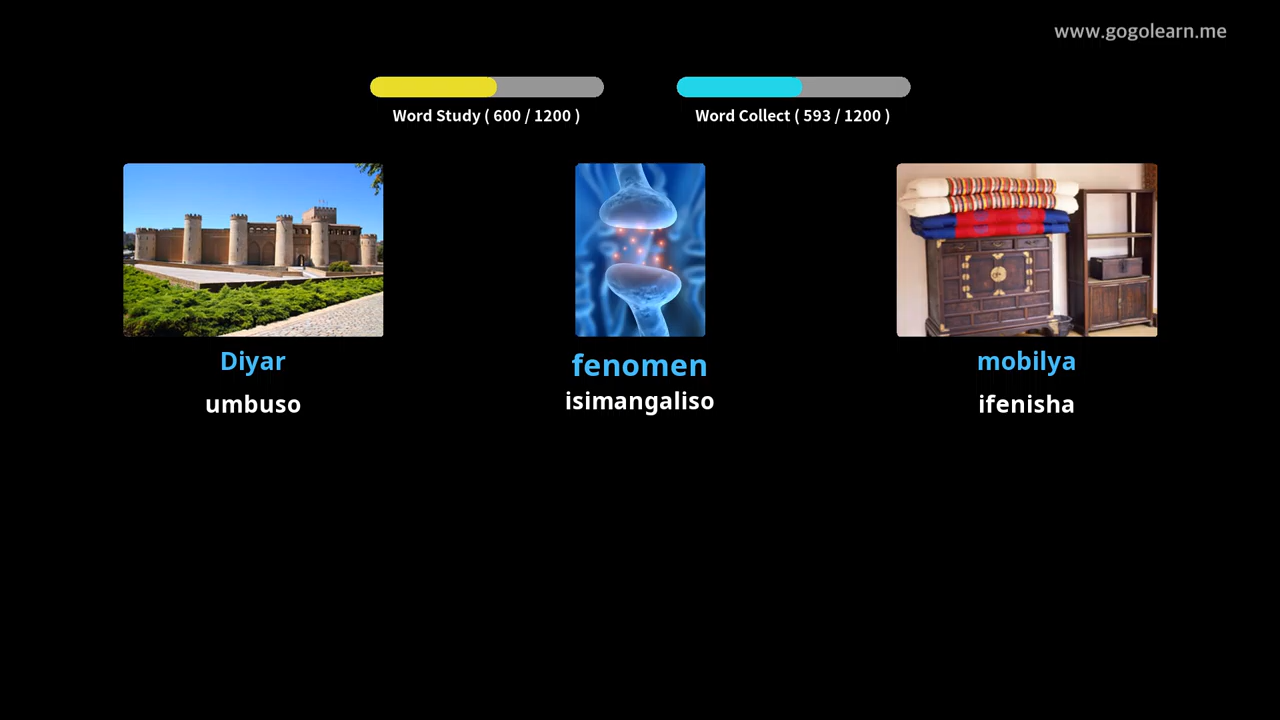 www.gogolearn.me
Word Study ( 600 / 1200 )
Word Collect ( 593 / 1200 )
Diyar
umbuso
fenomen
isimangaliso
mobilya
ifenisha